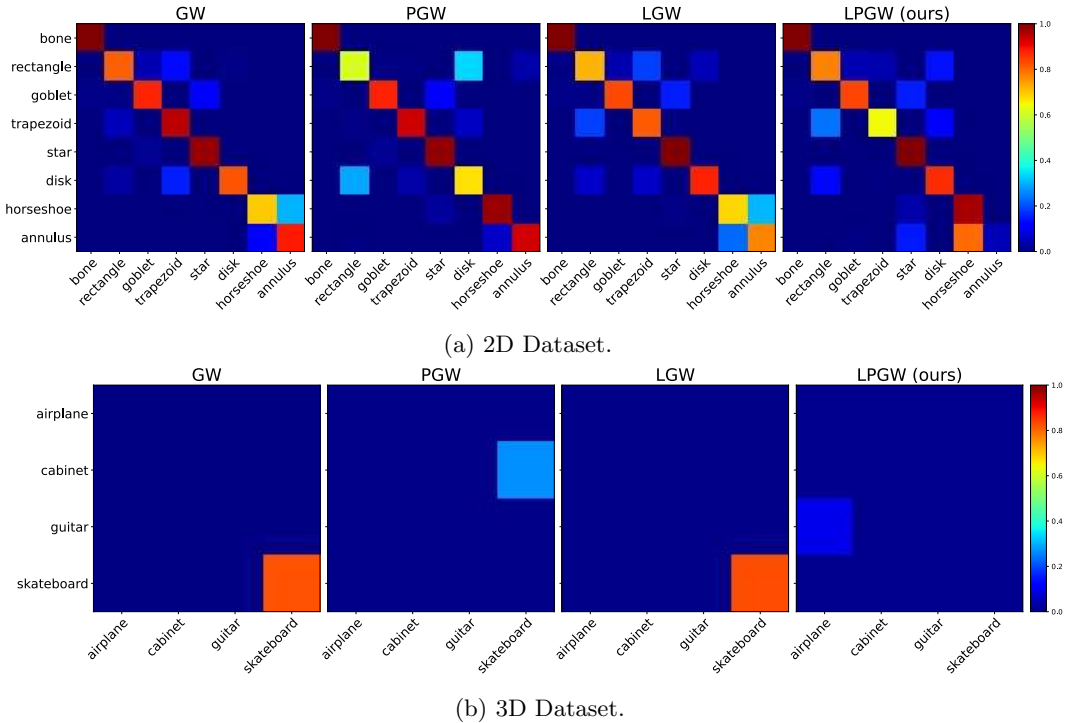 GW PGW LGW LPGW (ours)
bone
rectangle
goblet
trapezoid
star
disk
horseshoe
annulus
1.0
0.8
0.6
0.4
0.2
0.0
bone rectangle goblet trapezoid star disk horseshoe annulus bone rectangle goblet trapezoid star disk horseshoe annulus bone rectangle goblet trapezoid star disk horseshoe annulus bone rectangle goblet trapezoid star disk horseshoe annulus
(a) 2D Dataset.
GW PGW LGW LPGW (ours)
airplane
cabinet
guitar
skateboard
1.0
0.8
0.6
0.4
0.2
0.0
airplane cabinet guitar skateboard airplane cabinet guitar skateboard airplane cabinet guitar skateboard airplane cabinet guitar skateboard
(b) 3D Dataset.